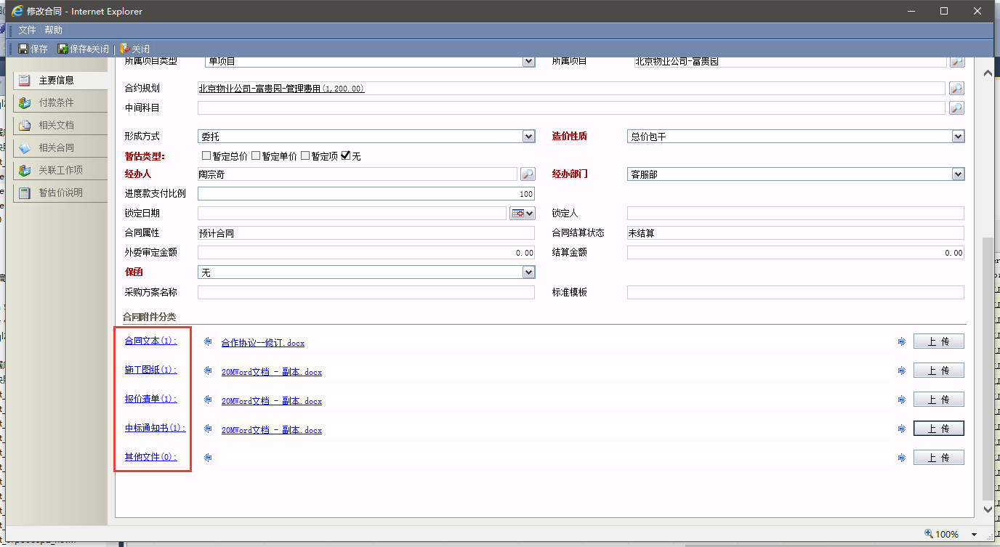 修改合同 - Internet Explorer
文件 帮助
保存 保存&关闭 关闭
主要信息
付款条件
相关文档
相关合同
关联工作项
暂估价说明
所属项目类型 单项目 所属项目 北京物业公司-富贵园
合约规划 北京物业公司-富贵园-管理费用(1,200.00)
中间科目
形成方式 委托 造价性质 总价包干
暂估类型: 暂定总价 暂定单价 暂定项 无
经办人 陶宗奇 经办部门 客服部
进度款支付比例 100
锁定日期 锁定人
合同属性 预计合同 合同结算状态 未结算
外委审定金额 0.00 结算金额 0.00
保函 无
采购方案名称 标准模板
合同附件分类
合同文本(1): 合作协议--修订.docx 上 传
施工图纸(1): 20MWord文档 - 副本.docx 上 传
报价清单(1): 20MWord文档 - 副本.docx 上 传
中标通知书(1): 20MWord文档 - 副本.docx 上 传
其他文件(0): 上 传
100%